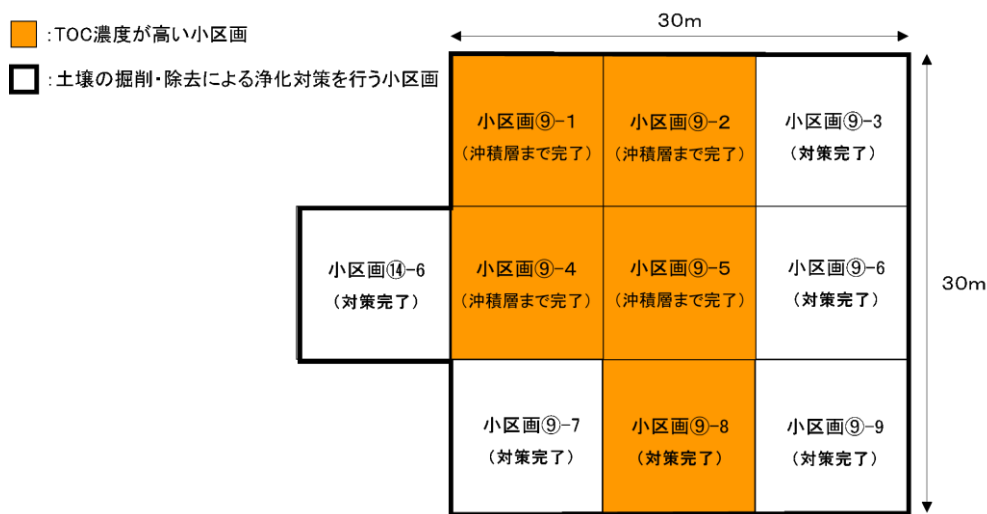 :TOC濃度が高い小区画
:土壌の掘削・除去による浄化対策を行う小区画
30m
小区画⑨-1
(沖積層まで完了)
小区画⑨-2
(沖積層まで完了)
小区画⑨-3
(対策完了)
小区画⑭-6
(対策完了)
小区画⑨-4
(沖積層まで完了)
小区画⑨-5
(沖積層まで完了)
小区画⑨-6
(対策完了)
30m
小区画⑨-7
(対策完了)
小区画⑨-8
(対策完了)
小区画⑨-9
(対策完了)